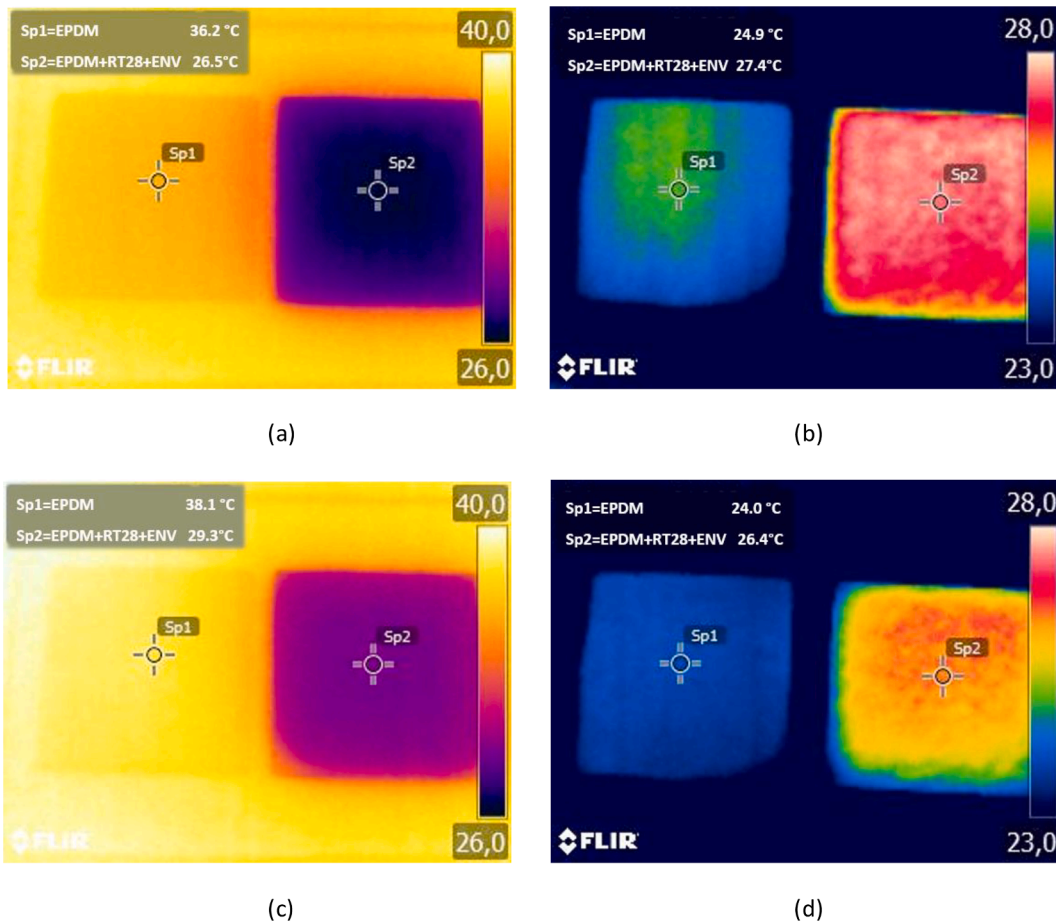 Sp1=EPDM 36.2 °C
Sp2=EPDM+RT28+ENV 26.5°C
40,0
Sp1
Sp2
FLIR
26,0
(a)
Sp1=EPDM 24.9 °C
Sp2=EPDM+RT28+ENV 27.4°C
28,0
Sp1
Sp2
FLIR
23,0
(b)
Sp1=EPDM 38.1 °C
Sp2=EPDM+RT28+ENV 29.3°C
40,0
Sp1
Sp2
FLIR
26,0
(c)
Sp1=EPDM 24.0 °C
Sp2=EPDM+RT28+ENV 26.4°C
28,0
Sp1
Sp2
FLIR
23,0
(d)